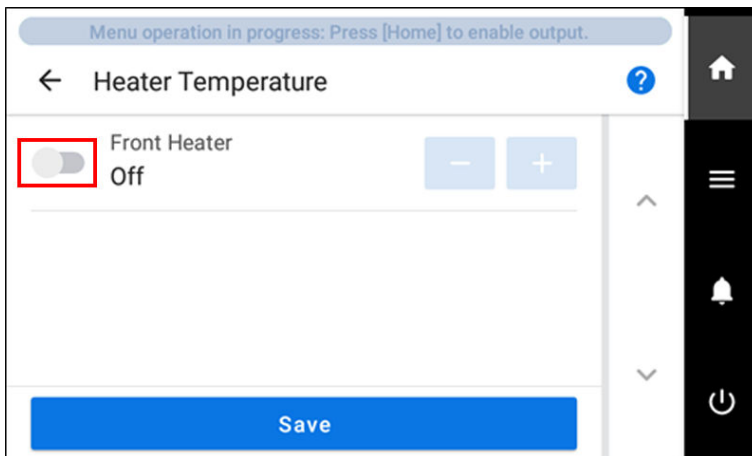 Menu operation in progress: Press [Home] to enable output.
Heater Temperature
Front Heater
Off
Save